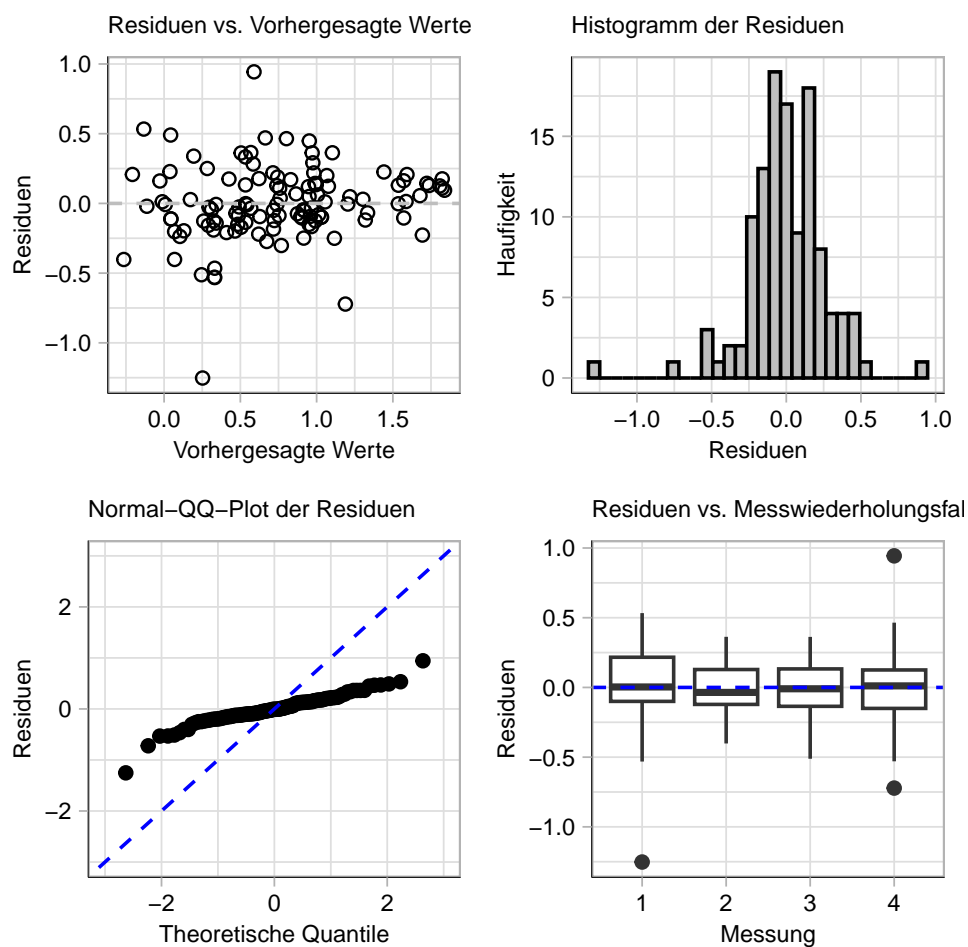 Residuen vs. Vorhergesagte Werte
1.0
0.5
0.0
−0.5
−1.0
Residuen
0.0 0.5 1.0 1.5
Vorhergesagte Werte
Histogramm der Residuen
15
10
5
0
Haufigkeit
−1.0 −0.5 0.0 0.5 1.0
Residuen
Normal−QQ−Plot der Residuen
2
0
−2
Residuen
−2 0 2
Theoretische Quantile
Residuen vs. Messwiederholungsfal
1.0
0.5
0.0
−0.5
−1.0
Residuen
1 2 3 4
Messung